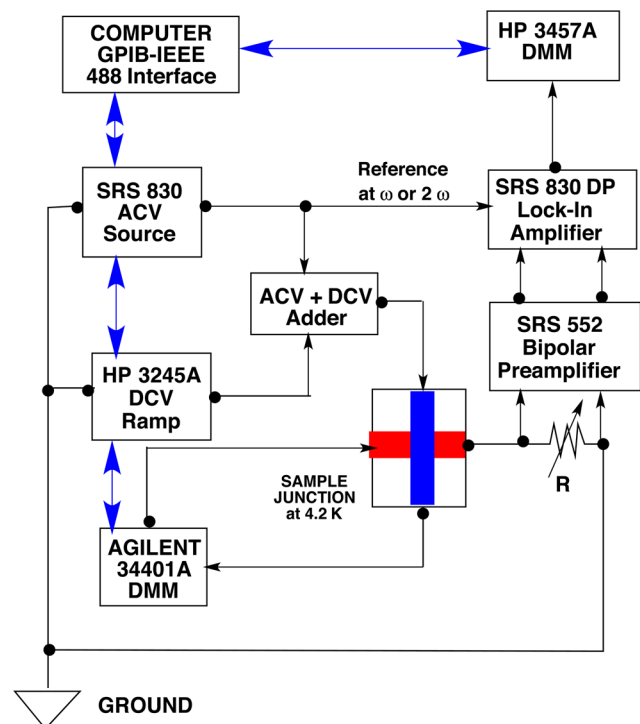 COMPUTER
GPIB-IEEE
488 Interface
HP 3457A
DMM
SRS 830
ACV
Source
Reference
at ω or 2 ω
SRS 830 DP
Lock-In
Amplifier
ACV + DCV
Adder
SRS 552
Bipolar
Preamplifier
HP 3245A
DCV
Ramp
SAMPLE
JUNCTION
at 4.2 K
R
AGILENT
34401A
DMM
GROUND